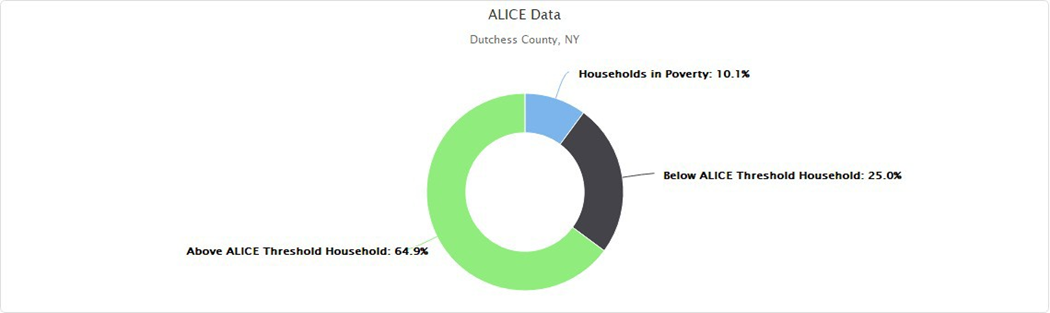 ALICE Data
Dutchess County, NY
Households in Poverty: 10.1%
Below ALICE Threshold Household: 25.0%
Above ALICE Threshold Household: 64.9%